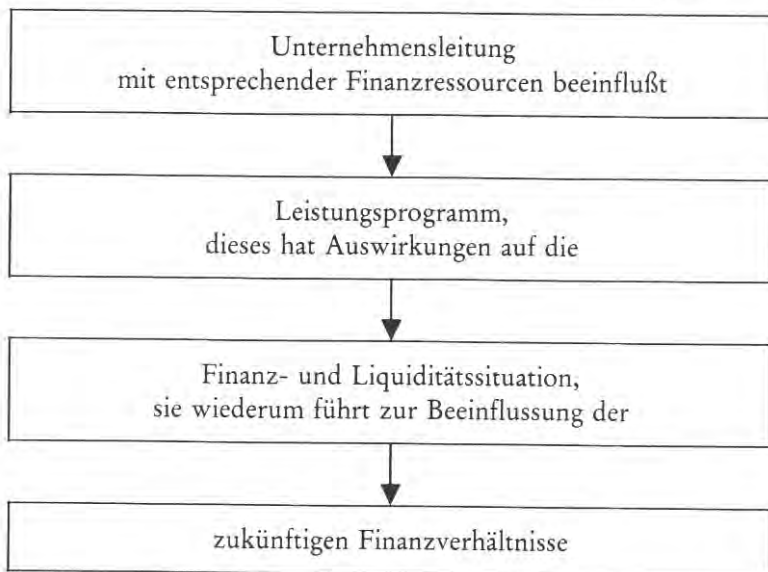 Unternehmensleitung
mit entsprechender Finanzressourcen beeinflußt
Leistungsprogramm,
dieses hat Auswirkungen auf die
Finanz- und Liquiditätssituation,
sie wiederum führt zur Beeinflussung der
zukünftigen Finanzverhältnisse